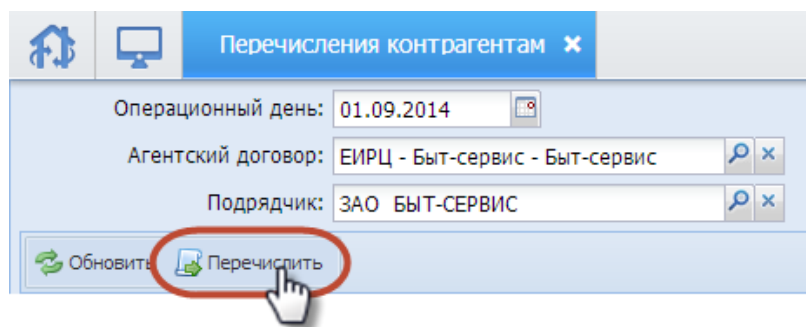 Перечисления контрагентам
Операционный день: 01.09.2014
Агентский договор: ЕИРЦ - Быт-сервис - Быт-сервис
Подрядчик: ЗАО БЫТ-СЕРВИС
Обновить Перечислить